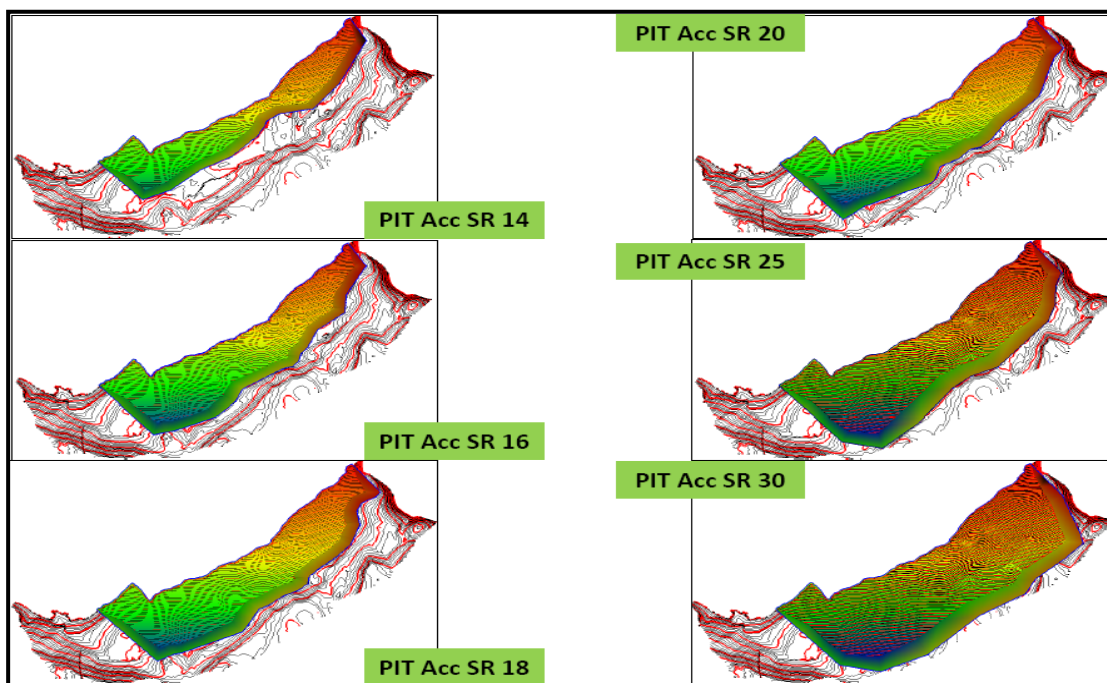 PIT Acc SR 14
PIT Acc SR 16
PIT Acc SR 18
PIT Acc SR 20
PIT Acc SR 25
PIT Acc SR 30